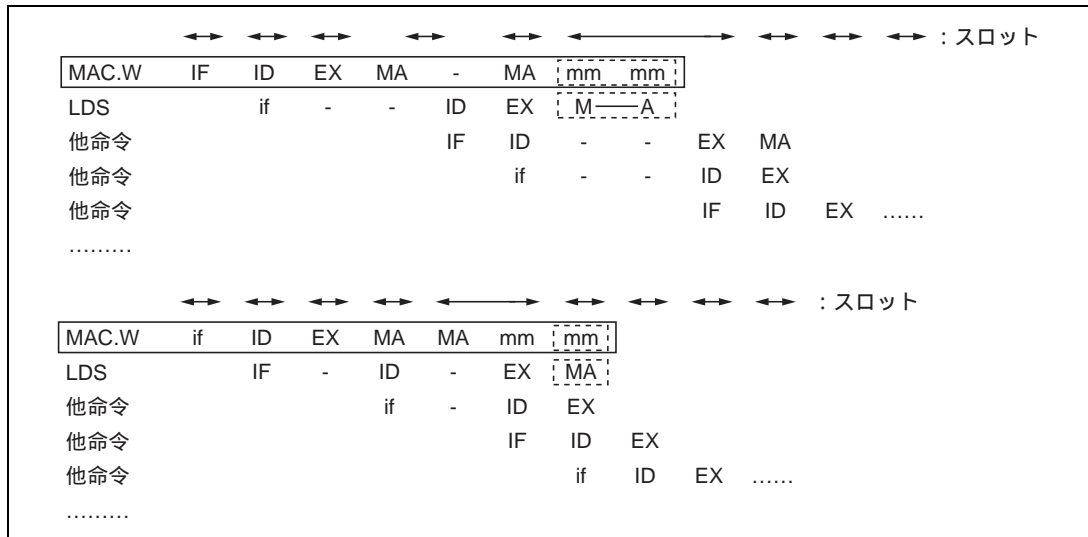 ：スロット
MAC.W IF ID EX MA - MA mm mm
LDS if - - ID EX M A
他命令 IF ID - - EX MA
他命令 if - - ID EX
他命令 IF ID EX ……
………
：スロット
MAC.W if ID EX MA MA mm mm
LDS IF - ID - EX MA
他命令 if - ID EX
他命令 IF ID EX
他命令 if ID EX ……
………